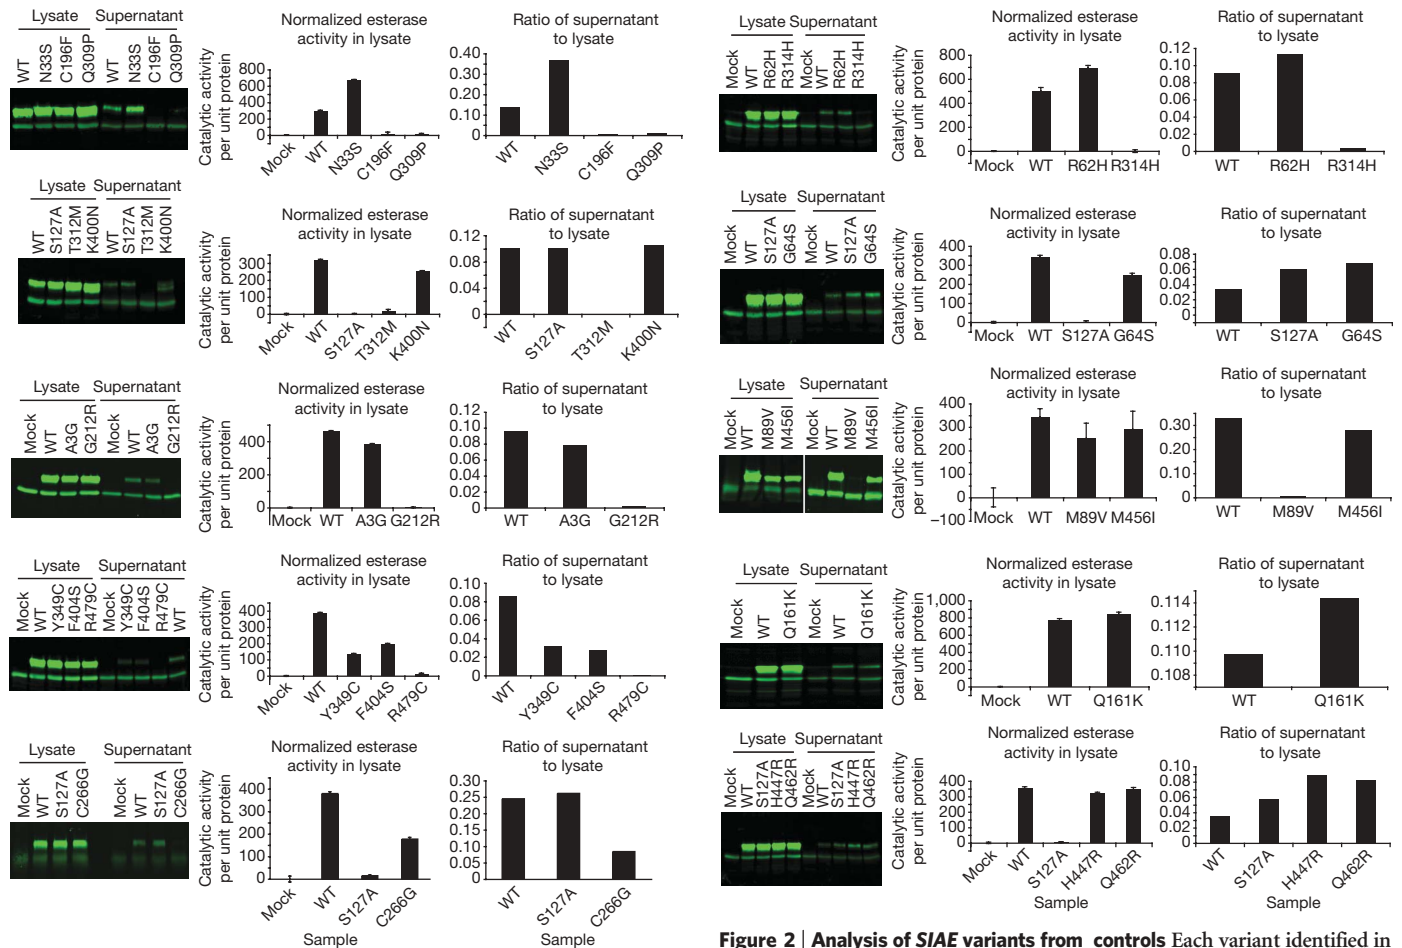 Lysate Supernatant
WT N33S C196F Q309P WT N33S C196F Q309P
Normalized esterase activity in lysate
Catalytic activity per unit protein
800 600 400 200 0
Mock WT N33S C196F Q309P
Ratio of supernatant to lysate
0.40 0.30 0.20 0.10 0
WT N33S C196F Q309P
Lysate Supernatant
WT S127A T312M K400N WT S127A T312M K400N
Normalized esterase activity in lysate
Catalytic activity per unit protein
300 200 100 0
Mock WT S127A T312M K400N
Ratio of supernatant to lysate
0.12 0.08 0.04 0
WT S127A T312M K400N
Lysate Supernatant
Mock WT A3G G212R Mock WT A3G G212R
Normalized esterase activity in lysate
Catalytic activity per unit protein
400 200 0
Mock WT A3G G212R
Ratio of supernatant to lysate
0.12 0.10 0.08 0.06 0.04 0.02 0
WT A3G G212R
Lysate Supernatant
Mock WT Y349C F404S R479C Mock Y349C F404S R479C WT
Normalized esterase activity in lysate
Catalytic activity per unit protein
400 300 200 100 0
Mock WT Y349C F404S R479C
Ratio of supernatant to lysate
0.10 0.08 0.06 0.04 0.02 0
WT Y349C F404S R479C
Lysate Supernatant
Mock WT S127A C266G Mock WT S127A C266G
Normalized esterase activity in lysate
Catalytic activity per unit protein
400 300 200 100 0
Mock WT S127A C266G
Sample
Ratio of supernatant to lysate
0.30 0.25 0.20 0.15 0.10 0.05 0
WT S127A C266G
Sample
Lysate Supernatant
Mock WT R62H R314H Mock WT R62H R314H
Normalized esterase activity in lysate
Catalytic activity per unit protein
800 600 400 200 0
Mock WT R62H R314H
Ratio of supernatant to lysate
0.12 0.10 0.08 0.06 0.04 0.02 0
WT R62H R314H
Lysate Supernatant
Mock WT S127A G64S Mock WT S127A G64S
Normalized esterase activity in lysate
Catalytic activity per unit protein
400 300 200 100 0
Mock WT S127A G64S
Ratio of supernatant to lysate
0.08 0.06 0.04 0.02 0
WT S127A G64S
Lysate Supernatant
Mock WT M89V M456I Mock WT M89V M456I
Normalized esterase activity in lysate
Catalytic activity per unit protein
400 300 200 100 0 −100
Mock WT M89V M456I
Ratio of supernatant to lysate
0.30 0.20 0.10 0
WT M89V M456I
Lysate Supernatant
Mock WT Q161K Mock WT Q161K
Normalized esterase activity in lysate
Catalytic activity per unit protein
1,000 800 600 400 200 0
Mock WT Q161K
Ratio of supernatant to lysate
0.114 0.112 0.110 0.108
WT Q161K
Lysate Supernatant
Mock WT S127A H447R Q462R Mock WT S127A H447R Q462R
Normalized esterase activity in lysate
Catalytic activity per unit protein
400 300 200 100 0
Mock WT S127A H447R Q462R
Sample
Ratio of supernatant to lysate
0.10 0.08 0.06 0.04 0.02 0
WT S127A H447R Q462R
Sample
Figure 2 | Analysis of SIAE variants from controls Each variant identified in